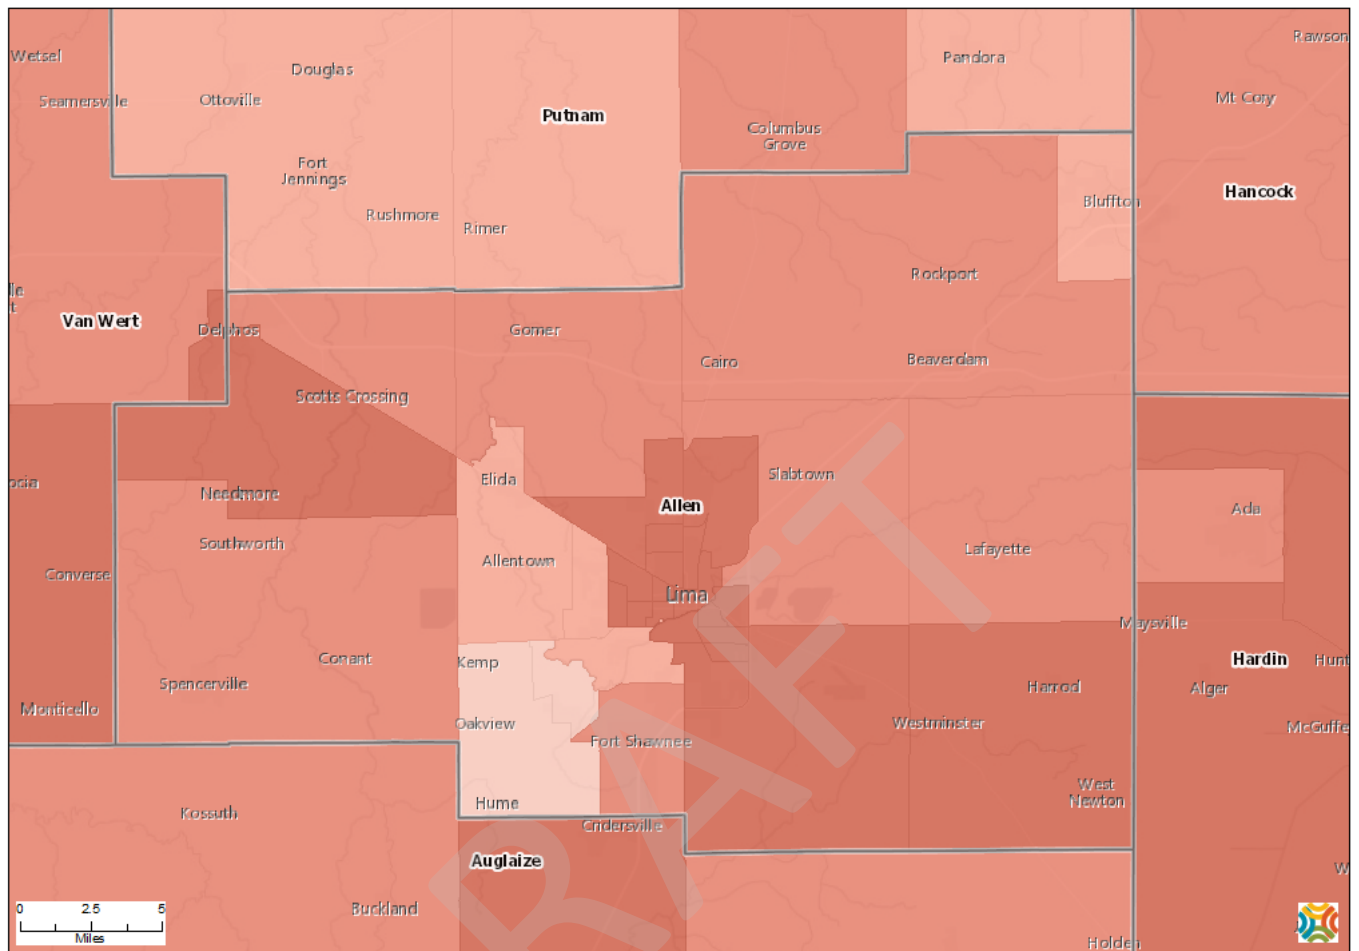 Rawson
Wetsel
Pandora
Douglas
Seamersville
Ottoville
Mt Cory
Putnam
Columbus
Grove
Fort
Jennings
Hancock
Bluffton
Rushmore
Rimer
Rockport
Van Wert
Delphos
Gomer
Cairo
Beaverdam
Scotts Crossing
Elida
Slabtown
Needmore
Allen
Ada
Southworth
Lafayette
Allentown
Converse
Lima
Maysville
Conant
Kemp
Hardin
Hunt
Spencerville
Harrod
Alger
Monticello
Oakview
Westminster
McGuffe
Fort Shawnee
West
Newton
Hume
Kossuth
Cridersville
Auglaize
W
Buckland
Holden
0 2.5 5
Miles
RAFT